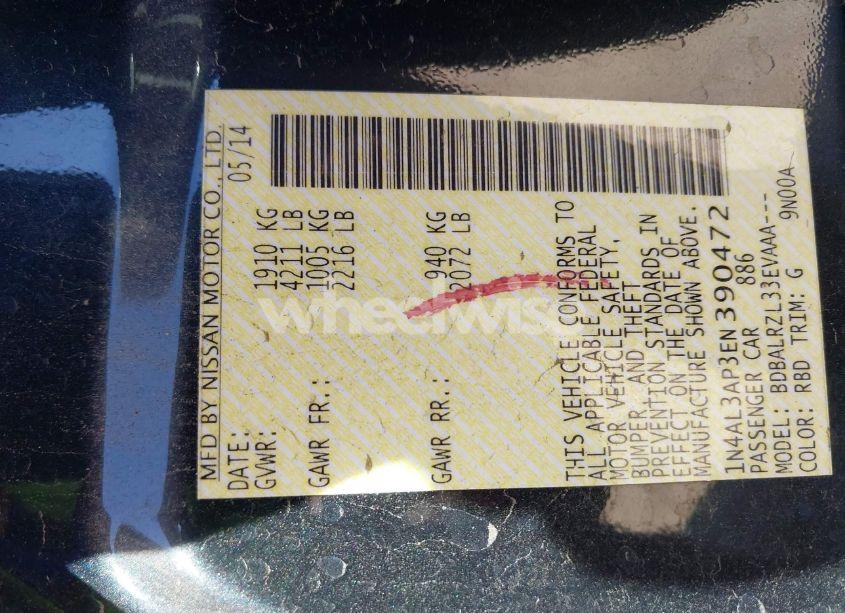 MFD BY NISSAN MOTOR CO., LTD.
DATE: 05/14
GVWR: 1910 KG
4211 LB
GAWR FR.: 1005 KG
2216 LB
GAWR RR.: 940 KG
2072 LB
THIS VEHICLE CONFORMS TO
ALL APPLICABLE FEDERAL
MOTOR VEHICLE SAFETY,
BUMPER AND THEFT
PREVENTION STANDARDS IN
EFFECT ON THE DATE OF
MANUFACTURE SHOWN ABOVE.
1N4AL3AP3EN390472
PASSENGER CAR 886
MODEL: BDBALRZL33EVAAA---
COLOR: RBD TRIM: G 9N00A
wheelwise